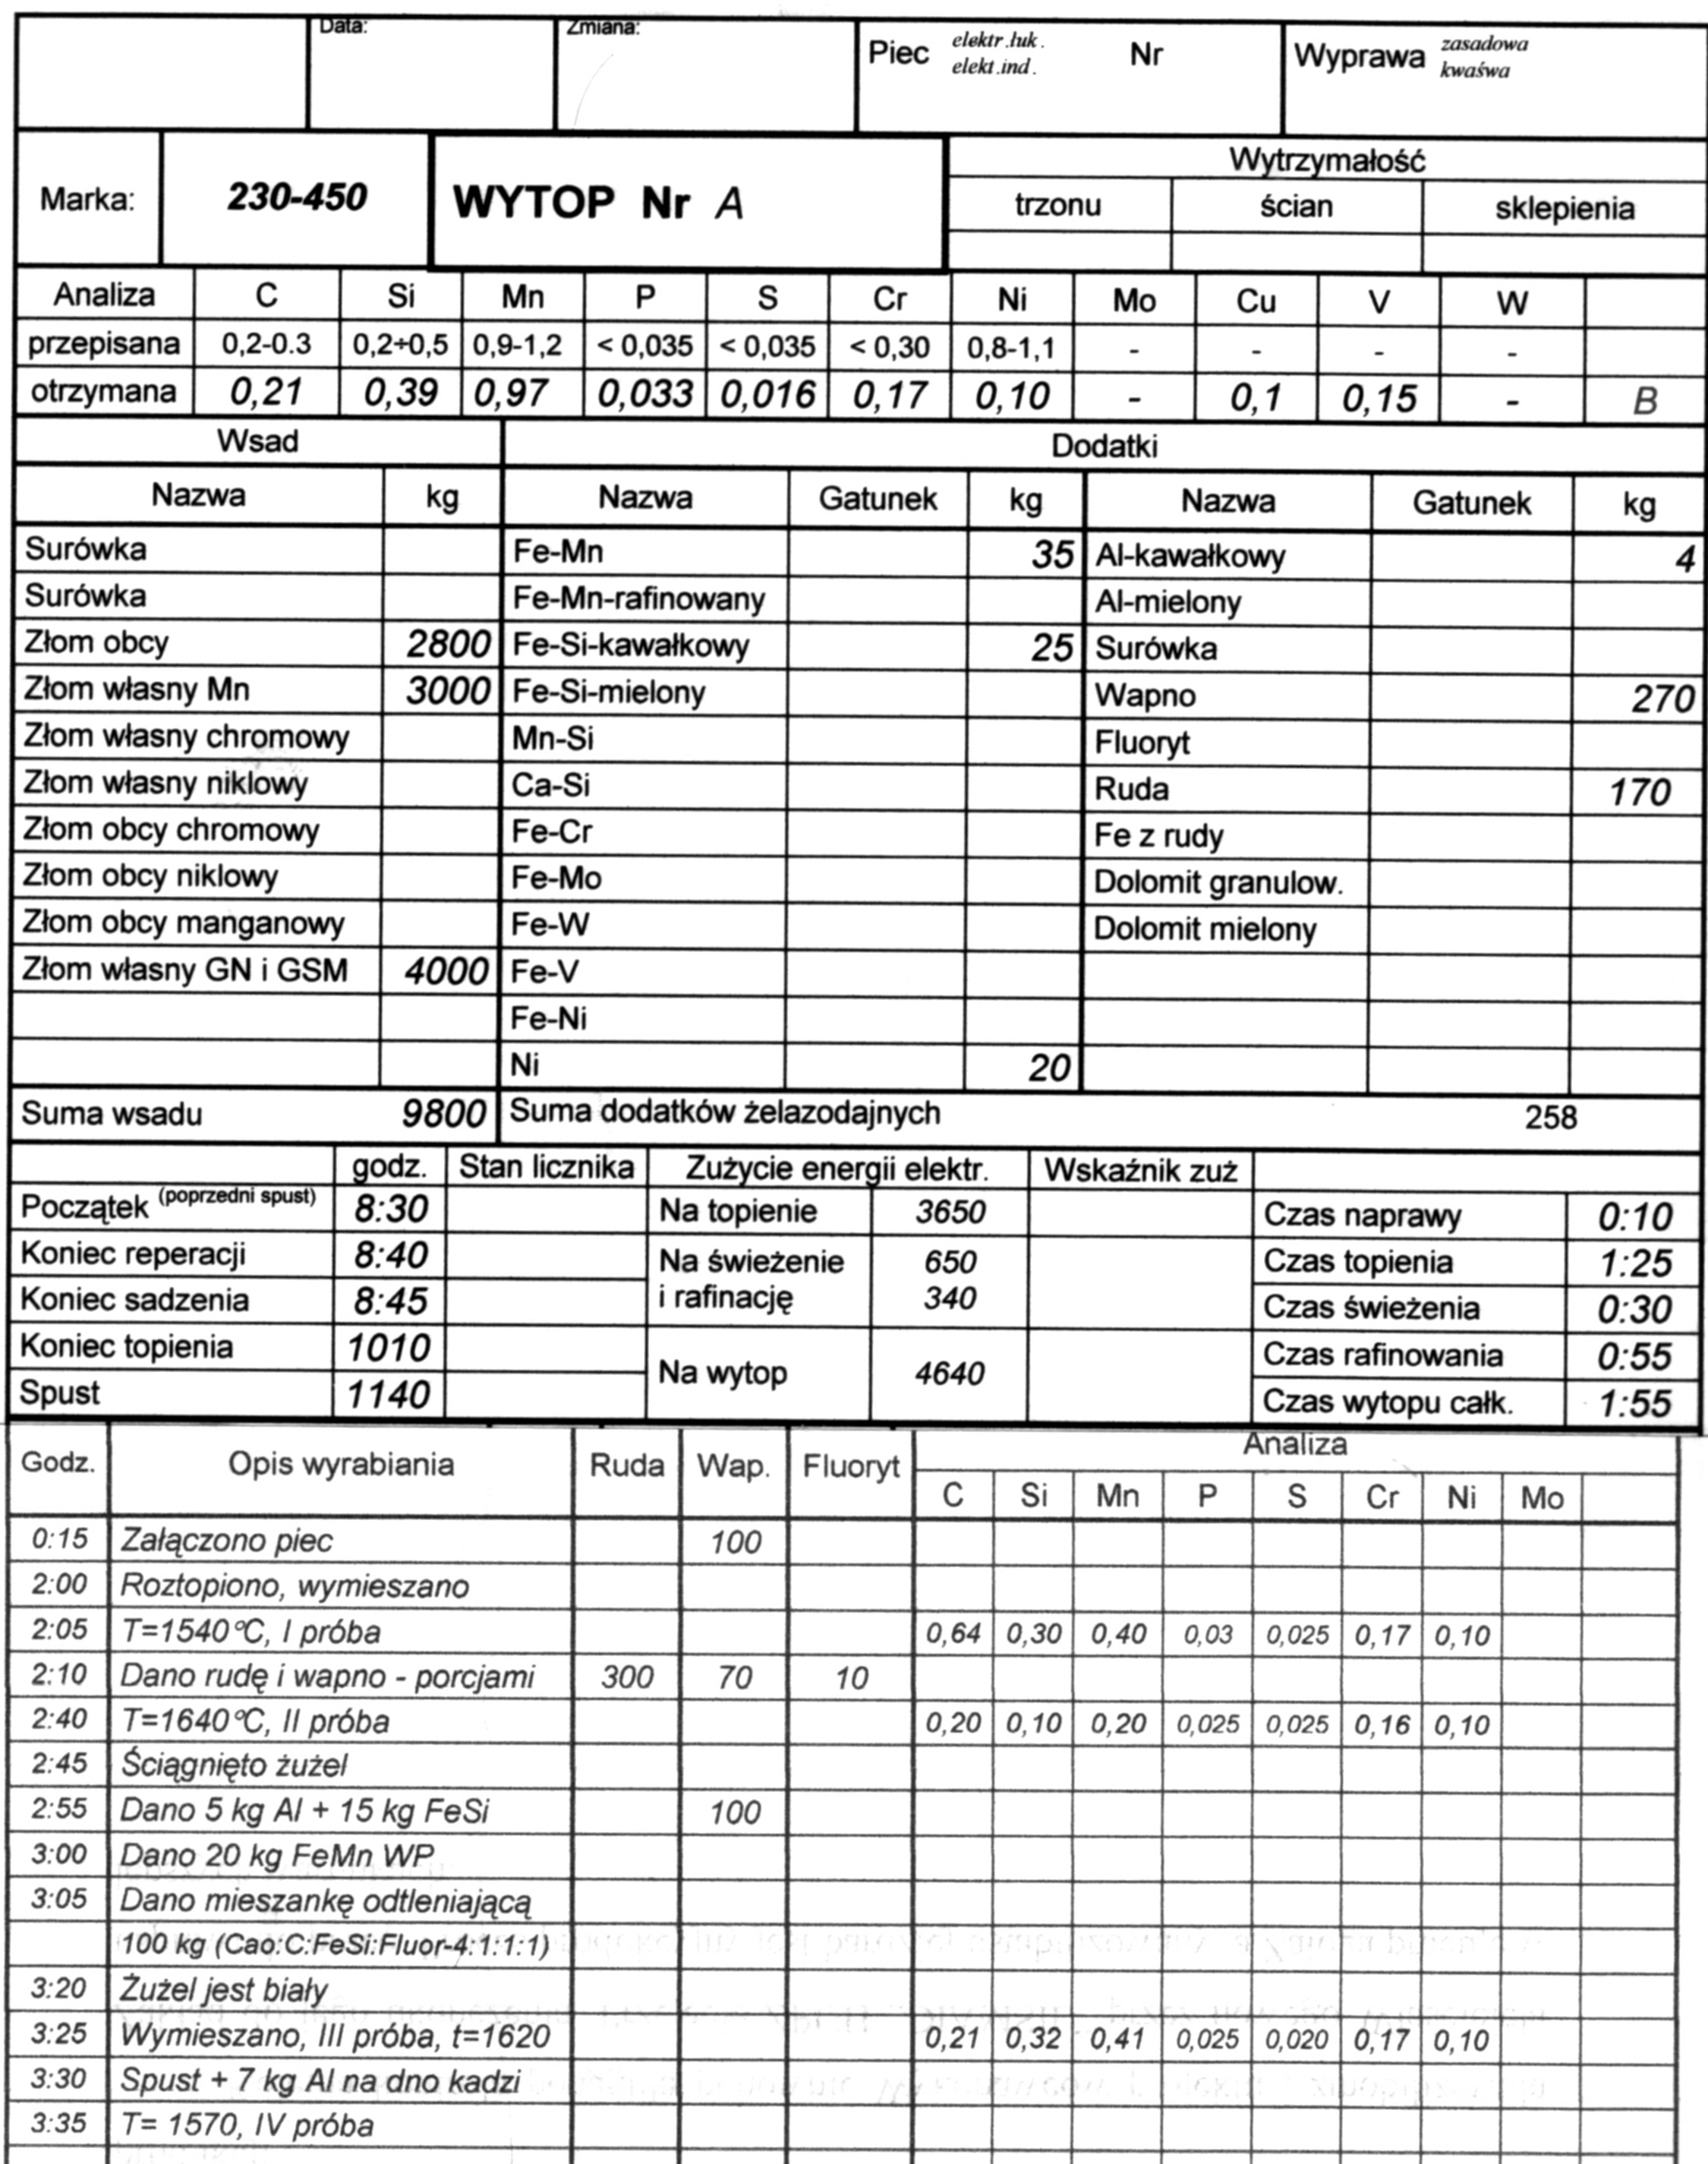 Data: Zmiana: Piec elektr.łuk. elekt.ind. Nr Wyprawa zasadowa kwaśwa
Marka: 230-450 WYTOP Nr A Wytrzymałość
trzonu ścian sklepienia
Analiza C Si Mn P S Cr Ni Mo Cu V W
przepisana 0,2-0.3 0,2÷0,5 0,9-1,2 < 0,035 < 0,035 < 0,30 0,8-1,1 - - - -
otrzymana 0,21 0,39 0,97 0,033 0,016 0,17 0,10 - 0,1 0,15 - B
Wsad Dodatki
Nazwa kg Nazwa Gatunek kg Nazwa Gatunek kg
Surówka Fe-Mn 35 Al-kawałkowy 4
Surówka Fe-Mn-rafinowany Al-mielony
Złom obcy 2800 Fe-Si-kawałkowy 25 Surówka
Złom własny Mn 3000 Fe-Si-mielony Wapno 270
Złom własny chromowy Mn-Si Fluoryt
Złom własny niklowy Ca-Si Ruda 170
Złom obcy chromowy Fe-Cr Fe z rudy
Złom obcy niklowy Fe-Mo Dolomit granulow.
Złom obcy manganowy Fe-W Dolomit mielony
Złom własny GN i GSM 4000 Fe-V
Fe-Ni
Ni 20
Suma wsadu 9800 Suma dodatków żelazodajnych 258
godz. Stan licznika Zużycie energii elektr. Wskaźnik zuż
Początek (poprzedni spust) 8:30 Na topienie 3650 Czas naprawy 0:10
Koniec reperacji 8:40 Na świeżenie 650 Czas topienia 1:25
Koniec sadzenia 8:45 i rafinację 340 Czas świeżenia 0:30
Koniec topienia 1010 Na wytop 4640 Czas rafinowania 0:55
Spust 1140 Czas wytopu całk. 1:55
Godz. Opis wyrabiania Ruda Wap. Fluoryt Analiza
C Si Mn P S Cr Ni Mo
0:15 Załączono piec 100
2:00 Roztopiono, wymieszano
2:05 T=1540°C, I próba 0,64 0,30 0,40 0,03 0,025 0,17 0,10
2:10 Dano rudę i wapno - porcjami 300 70 10
2:40 T=1640°C, II próba 0,20 0,10 0,20 0,025 0,025 0,16 0,10
2:45 Ściągnięto żużel
2:55 Dano 5 kg Al + 15 kg FeSi 100
3:00 Dano 20 kg FeMn WP
3:05 Dano mieszankę odtleniającą
100 kg (Cao:C:FeSi:Fluor-4:1:1:1)
3:20 Żużel jest biały
3:25 Wymieszano, III próba, t=1620 0,21 0,32 0,41 0,025 0,020 0,17 0,10
3:30 Spust + 7 kg Al na dno kadzi
3:35 T= 1570, IV próba